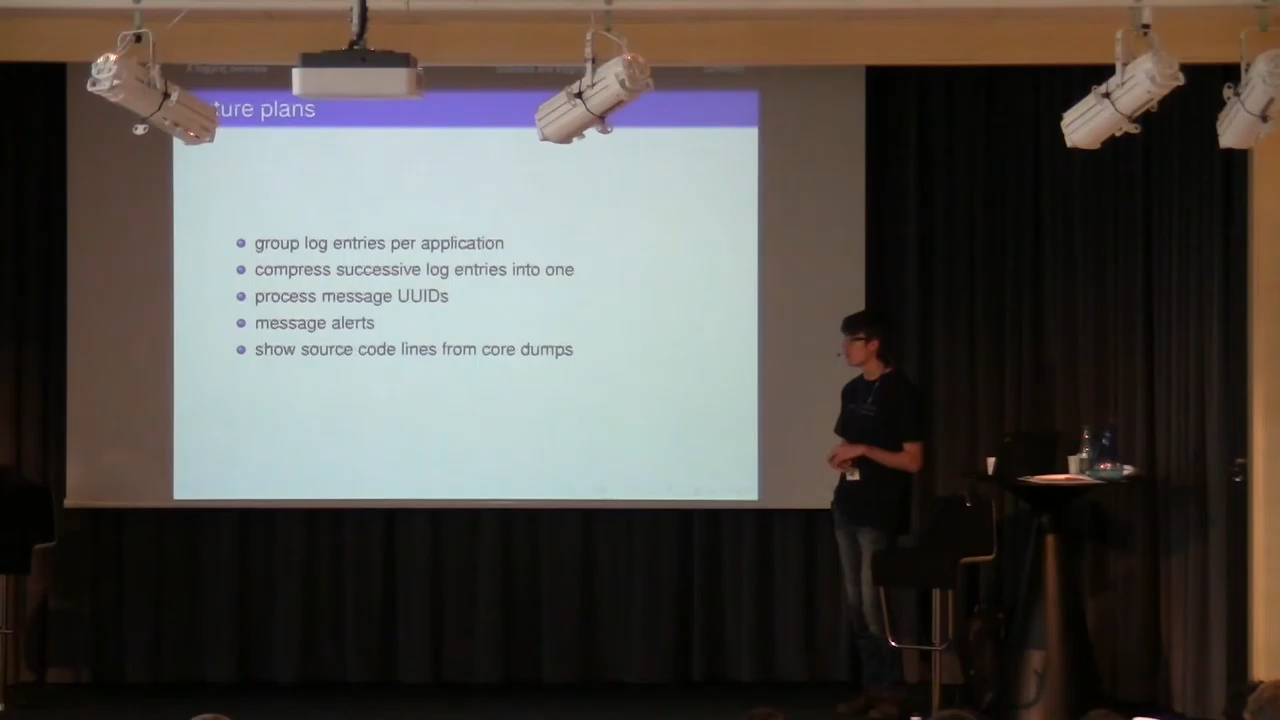 ture plans
group log entries per application
compress successive log entries into one
process message UUIDs
message alerts
show source code lines from core dumps